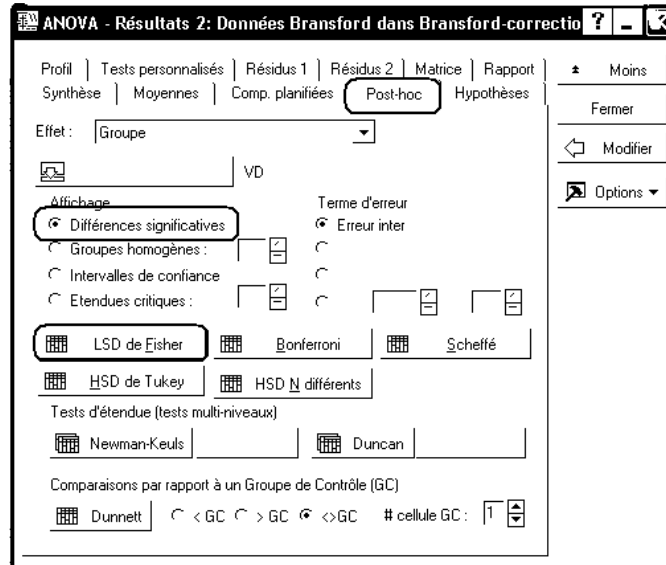 ANOVA - Résultats 2: Données Bransford dans Bransford-correctio
Profil Tests personnalisés Résidus 1 Résidus 2 Matrice Rapport
Synthèse Moyennes Comp. planifiées Post-hoc Hypothèses
Moins
Fermer
Modifier
Options
Effet : Groupe
VD
Affichage Terme d'erreur
Différences significatives Erreur inter
Groupes homogènes :
Intervalles de confiance
Etendues critiques :
LSD de Fisher Bonferroni Scheffé
HSD de Tukey HSD N différents
Tests d'étendue (tests multi-niveaux)
Newman-Keuls Duncan
Comparaisons par rapport à un Groupe de Contrôle (GC)
Dunnett < GC > GC <>GC # cellule GC : 1